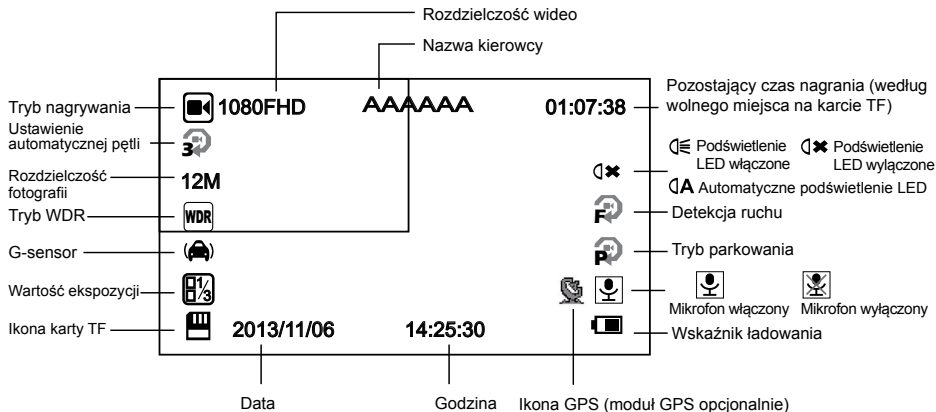 Rozdzielczość wideo
Nazwa kierowcy
Tryb nagrywania
1080FHD
AAAAAA
01:07:38
Pozostający czas nagrania (według
wolnego miejsca na karcie TF)
Ustawienie
automatycznej pętli
3
Rozdzielczość
fotografii
12M
Podświetlenie
LED włączone
Podświetlenie
LED wylączone
A Automatyczne podświetlenie LED
Tryb WDR
WDR
F
Detekcja ruchu
G-sensor
P
Tryb parkowania
Wartość ekspozycji
1/3
Mikrofon włączony
Mikrofon wyłączony
Ikona karty TF
2013/11/06
14:25:30
Wskaźnik ładowania
Data
Godzina
Ikona GPS (moduł GPS opcjonalnie)